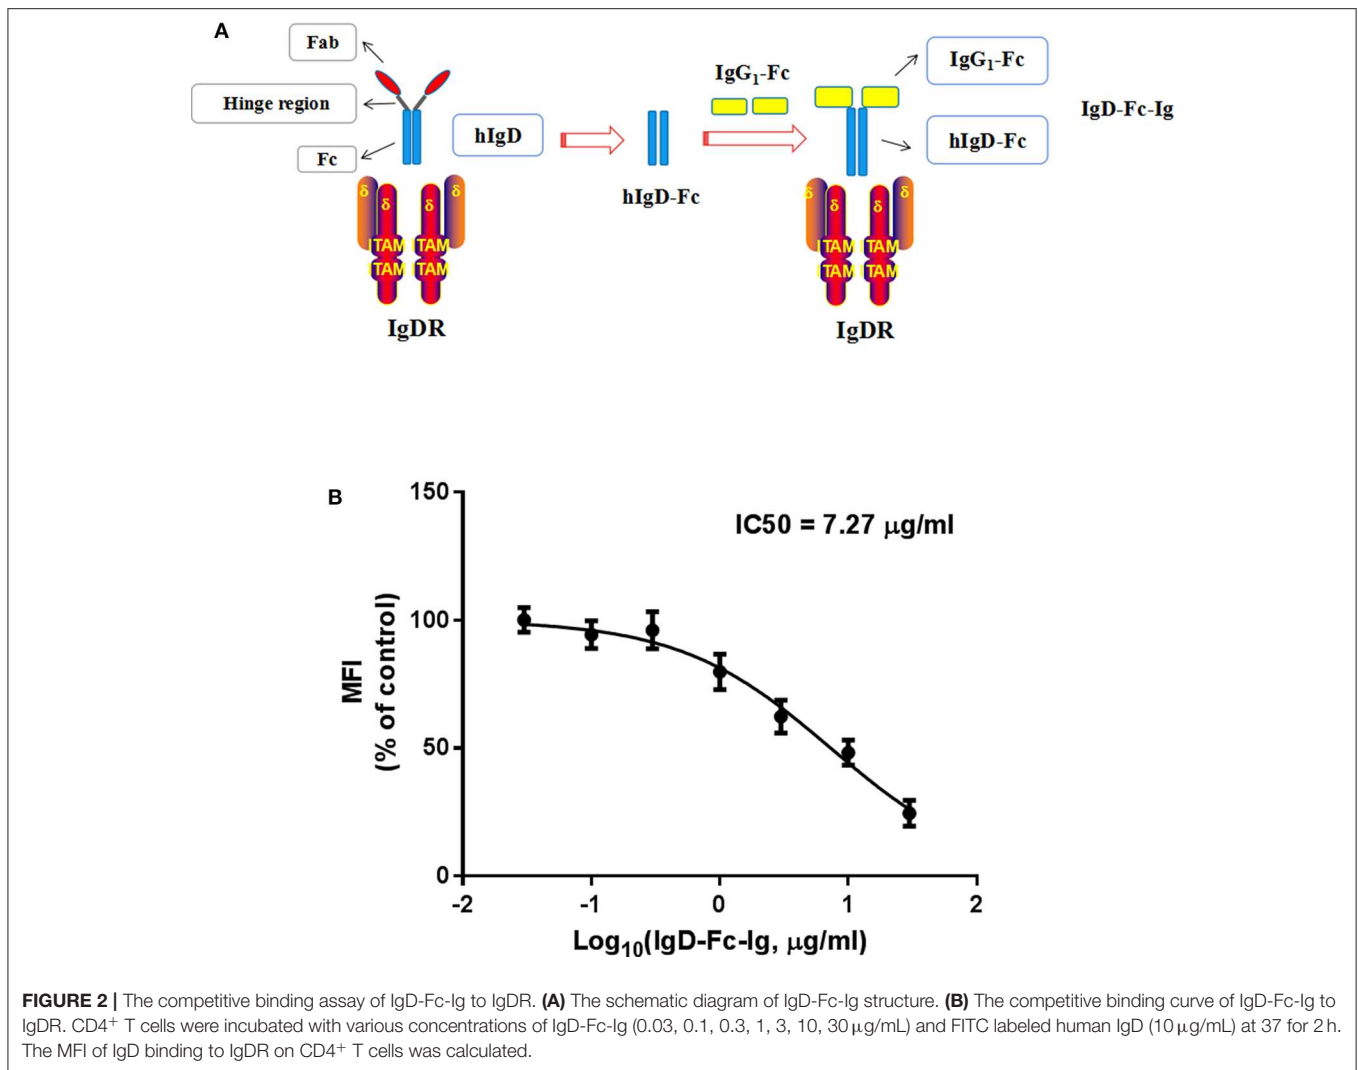 A
Fab
Hinge region
Fc
hIgD
δ δ δ δ
ITAM ITAM
ITAM ITAM
IgDR
hIgD-Fc
IgG1-Fc
IgG1-Fc
hIgD-Fc
IgD-Fc-Ig
δ δ δ δ
ITAM ITAM
ITAM ITAM
IgDR
B
IC50 = 7.27 μg/ml
150
100
50
0
MFI
(% of control)
-2 -1 0 1 2
Log10(IgD-Fc-Ig, μg/ml)
FIGURE 2 | The competitive binding assay of IgD-Fc-Ig to IgDR. (A) The schematic diagram of IgD-Fc-Ig structure. (B) The competitive binding curve of IgD-Fc-Ig to
IgDR. CD4+ T cells were incubated with various concentrations of IgD-Fc-Ig (0.03, 0.1, 0.3, 1, 3, 10, 30 μg/mL) and FITC labeled human IgD (10 μg/mL) at 37 for 2 h.
The MFI of IgD binding to IgDR on CD4+ T cells was calculated.